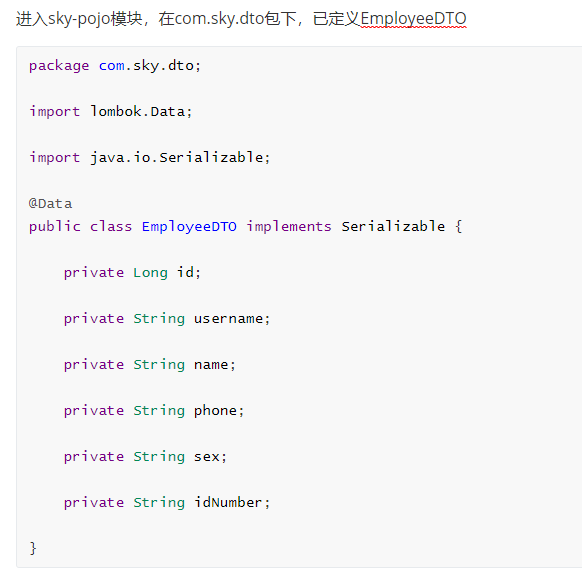 进入sky-pojo模块，在com.sky.dto包下，已定义EmployeeDTO
package com.sky.dto;
import lombok.Data;
import java.io.Serializable;
@Data
public class EmployeeDTO implements Serializable {
private Long id;
private String username;
private String name;
private String phone;
private String sex;
private String idNumber;
}